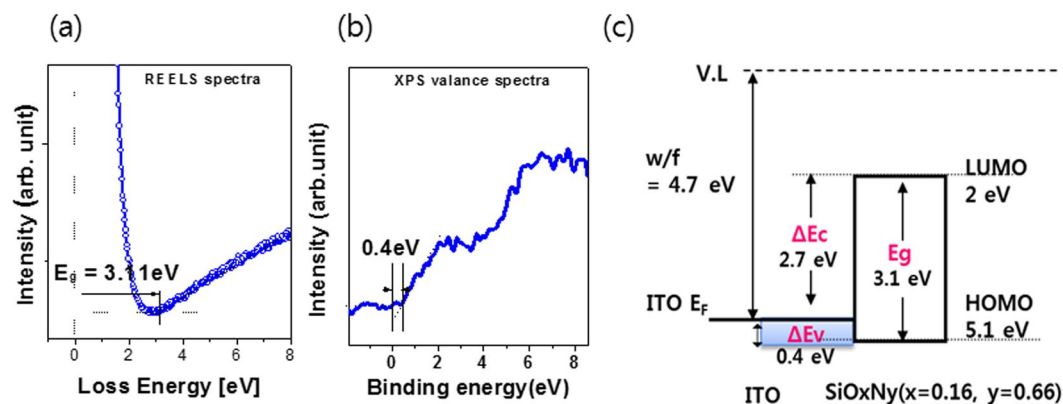 (a)
REELS spectra
Intensity (arb. unit)
Eg = 3.11eV
0 2 4 6 8
Loss Energy [eV]
(b)
XPS valance spectra
Intensity (arb.unit)
0.4eV
0 2 4 6 8
Binding energy(eV)
(c)
V.L
w/f
= 4.7 eV
LUMO
2 eV
ΔEc
2.7 eV
Eg
3.1 eV
ITO EF
HOMO
5.1 eV
ΔEv
0.4 eV
ITO
SiOxNy(x=0.16, y=0.66)